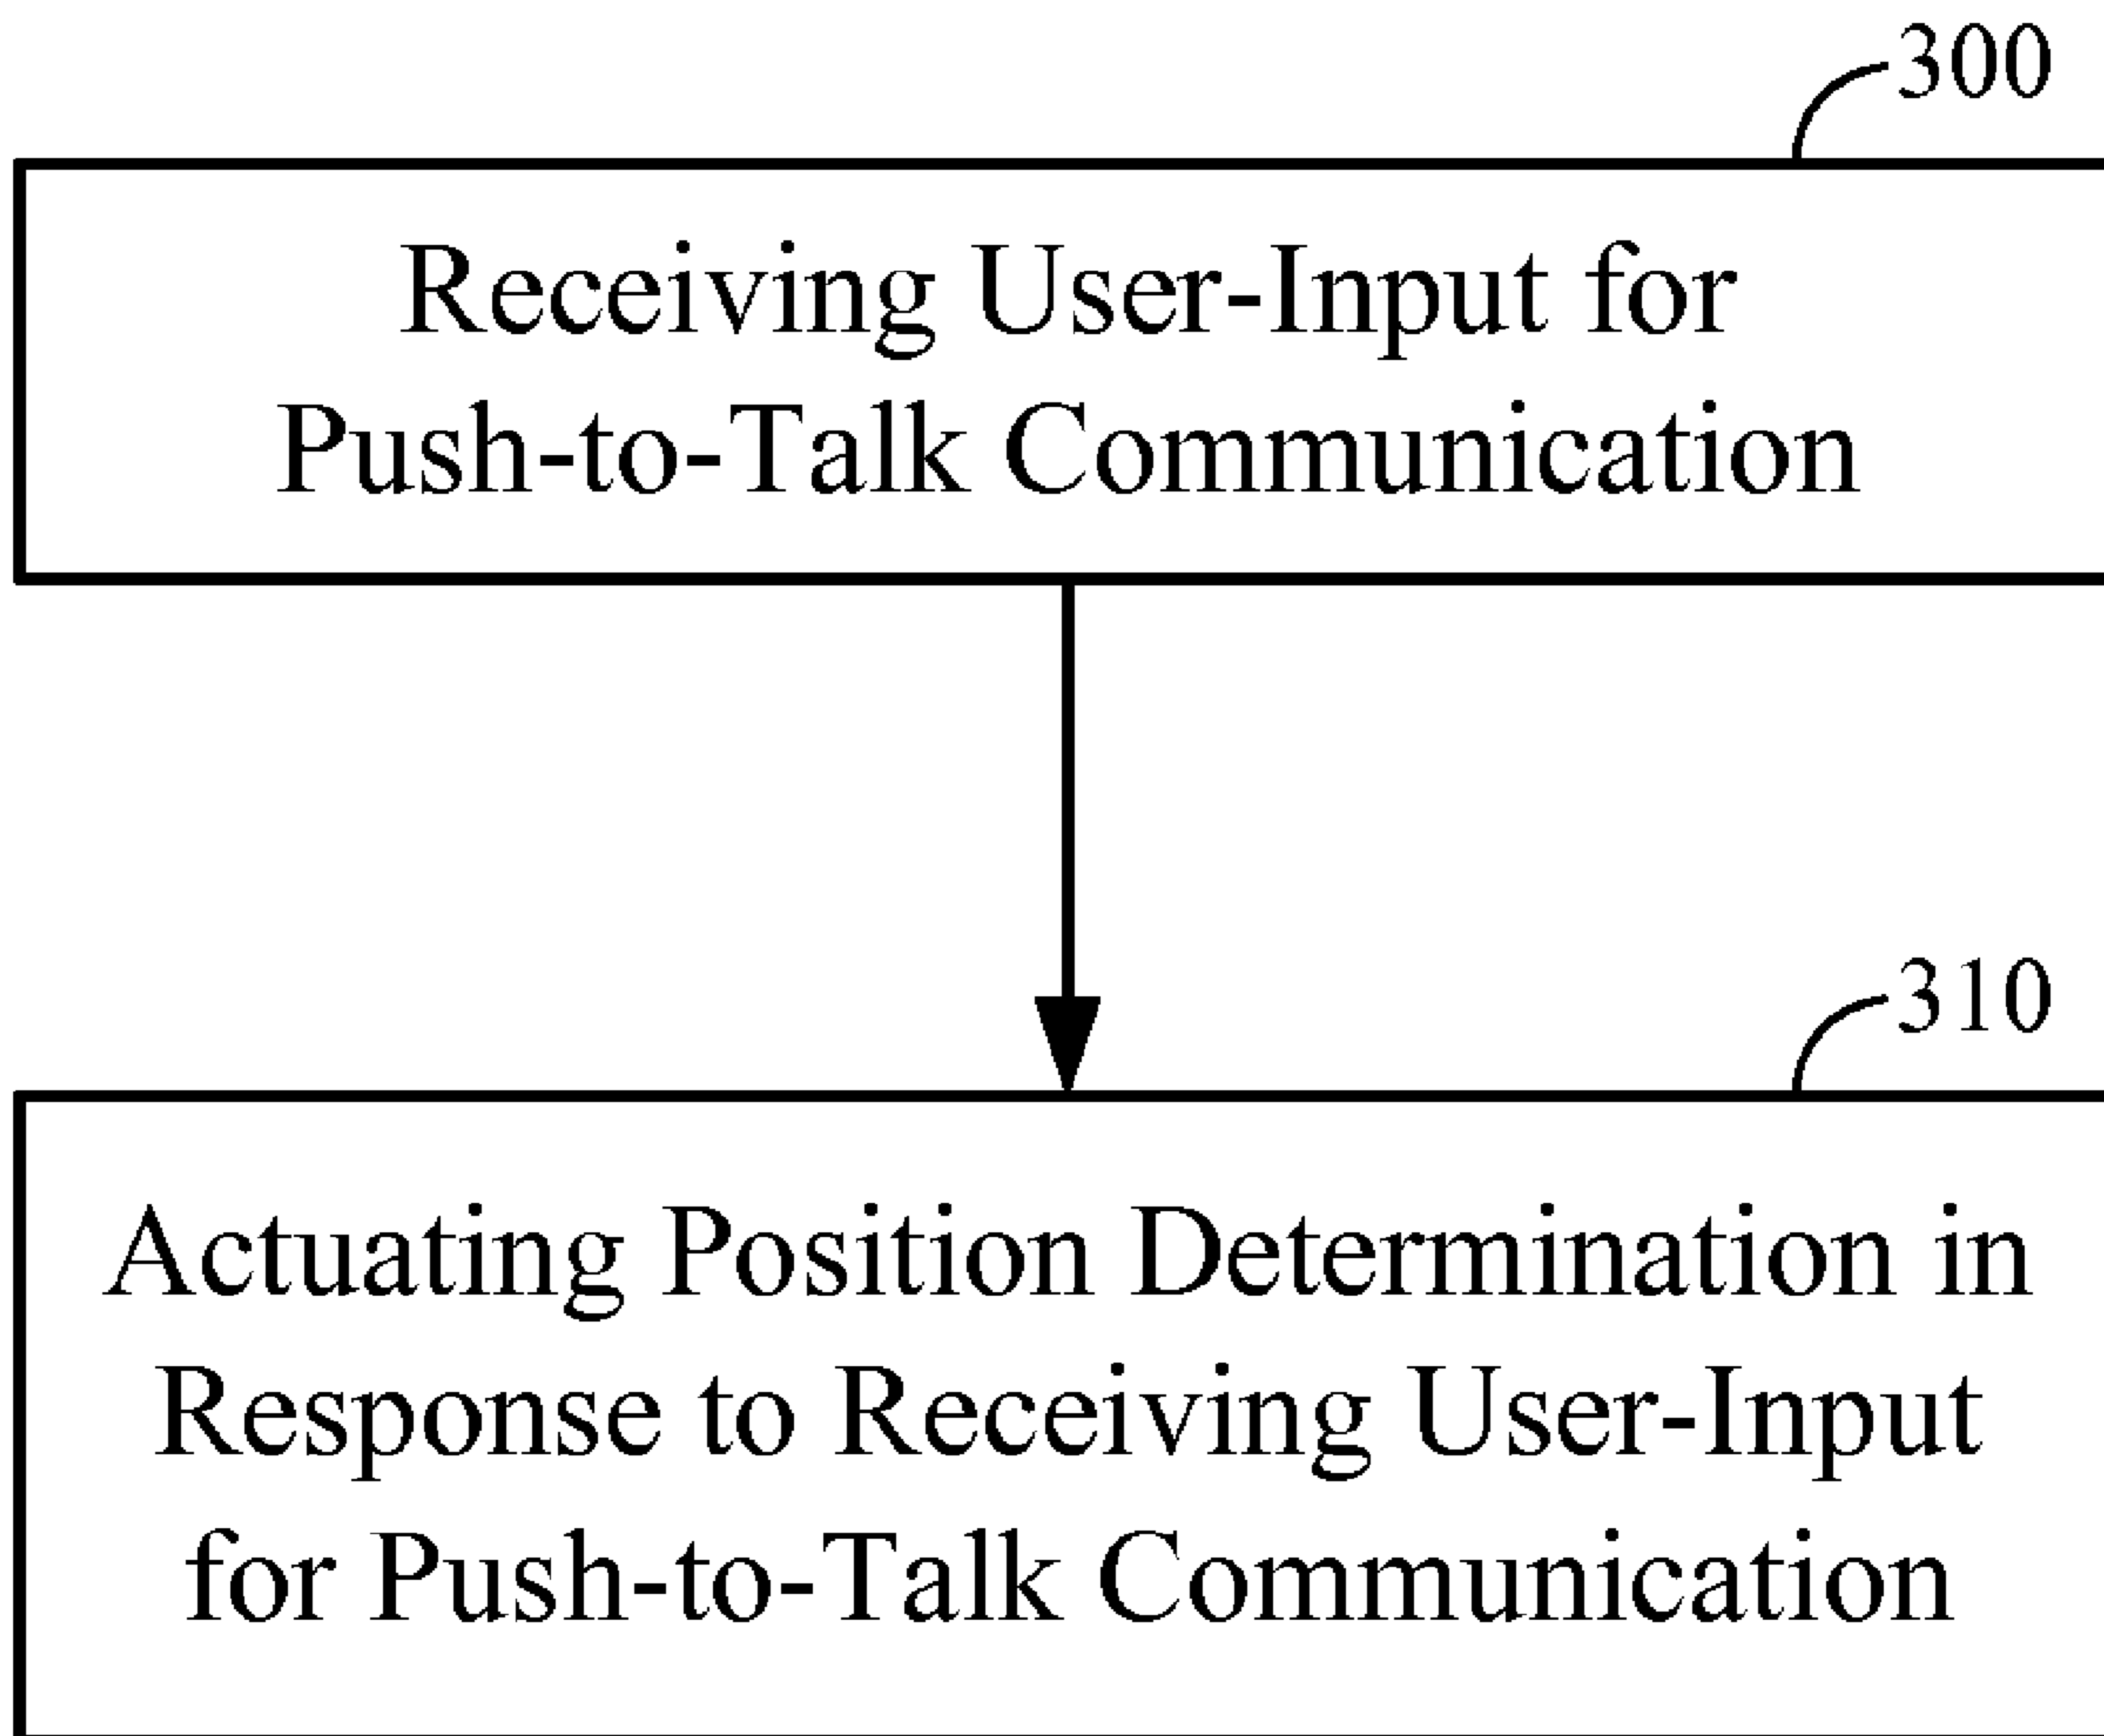 300
Receiving User-Input for
Push-to-Talk Communication
310
Actuating Position Determination in
Response to Receiving User-Input
for Push-to-Talk Communication